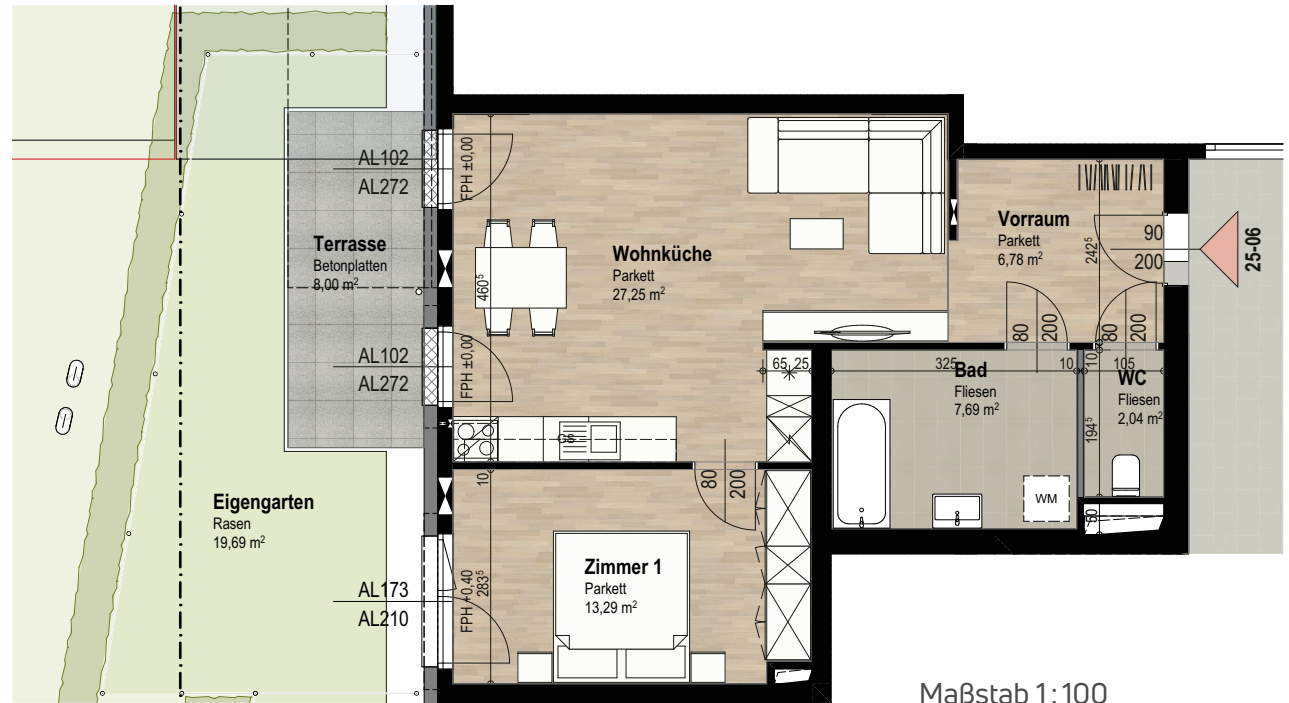 AL102
AL272
FPH ±0,00
Terrasse
Betonplatten
8,00 m²
460⁵
Wohnküche
Parkett
27,25 m²
Vorraum
Parkett
6,78 m²
242⁵
90
200
25-06
80
200
80
200
AL102
AL272
FPH ±0,00
65
25
325
10
10
105
Bad
Fliesen
7,69 m²
WC
Fliesen
2,04 m²
194⁵
GS
80
200
10
Eigengarten
Rasen
19,69 m²
WM
50
Zimmer 1
Parkett
13,29 m²
AL173
AL210
FPH +0,40
283⁵
Maßstab 1:100